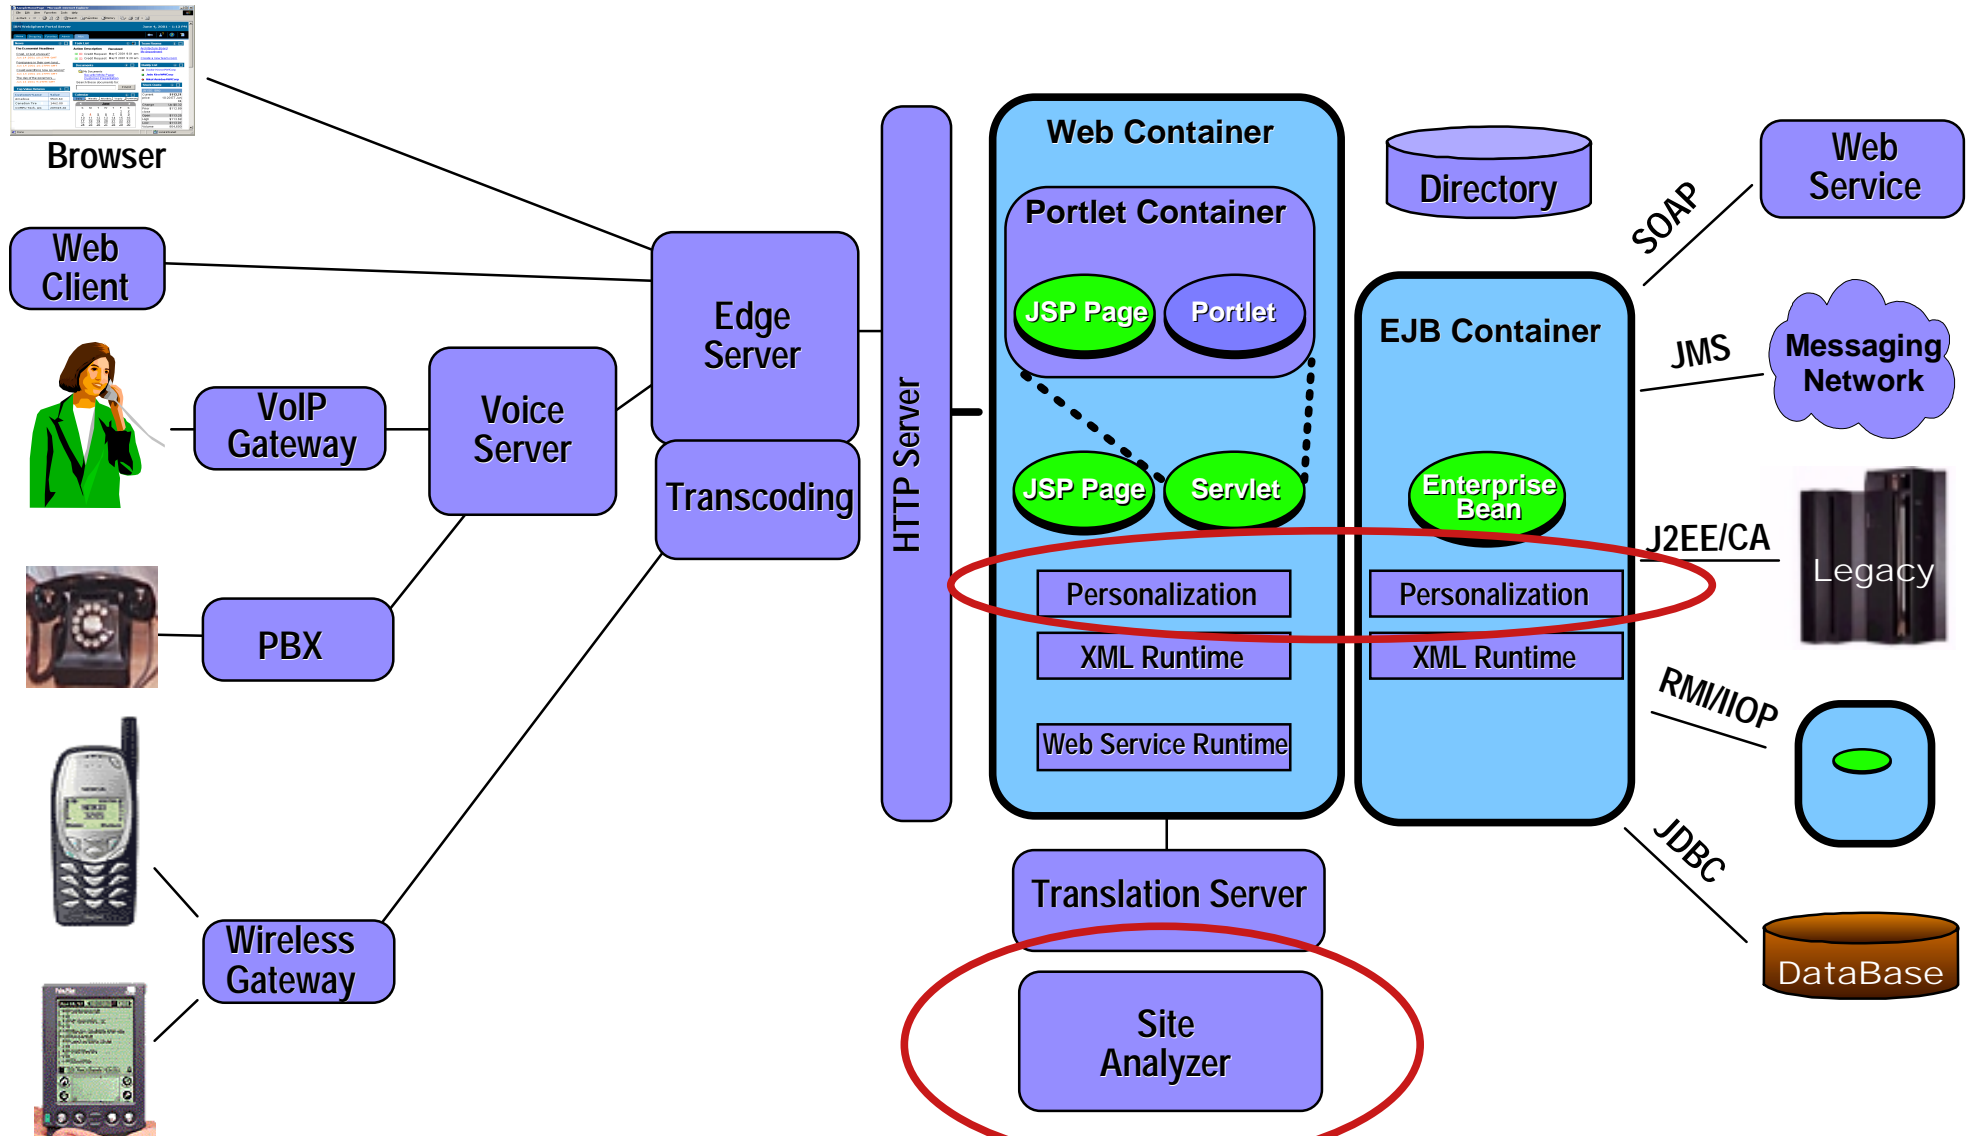 Browser
Web
Client
VoIP
Gateway
Voice
Server
PBX
Wireless
Gateway
Edge
Server
Transcoding
HTTP Server
Web Container
Portlet Container
JSP Page
Portlet
JSP Page
Servlet
Personalization
XML Runtime
Web Service Runtime
Translation Server
Site
Analyzer
Directory
EJB Container
Enterprise
Bean
Personalization
XML Runtime
SOAP
Web
Service
JMS
Messaging
Network
J2EE/CA
Legacy
RMI/IIOP
JDBC
DataBase